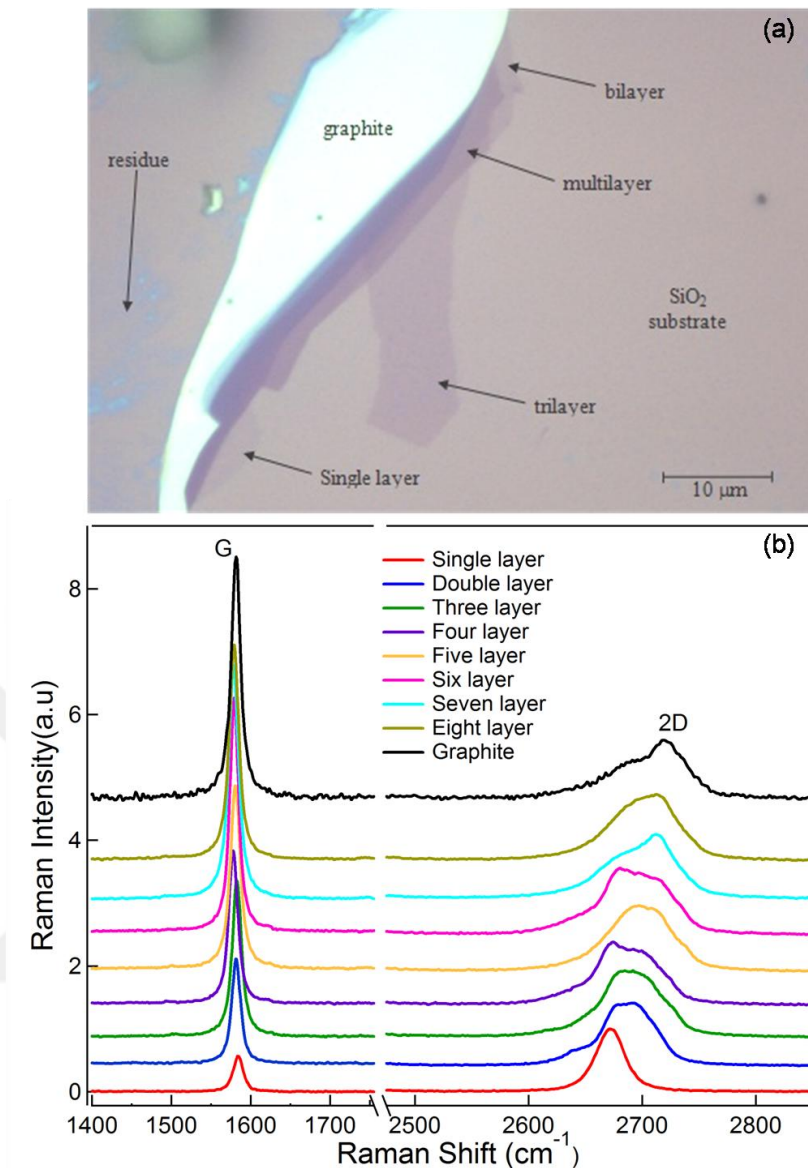 (a)
bilayer
graphite
residue
multilayer
SiO₂
substrate
trilayer
Single layer
10 μm
(b)
G
Single layer
Double layer
Three layer
Four layer
Five layer
Six layer
Seven layer
Eight layer
Graphite
2D
8
6
4
2
0
Raman Intensity(a.u)
1400 1500 1600 1700 2500 2600 2700 2800
Raman Shift (cm⁻¹)